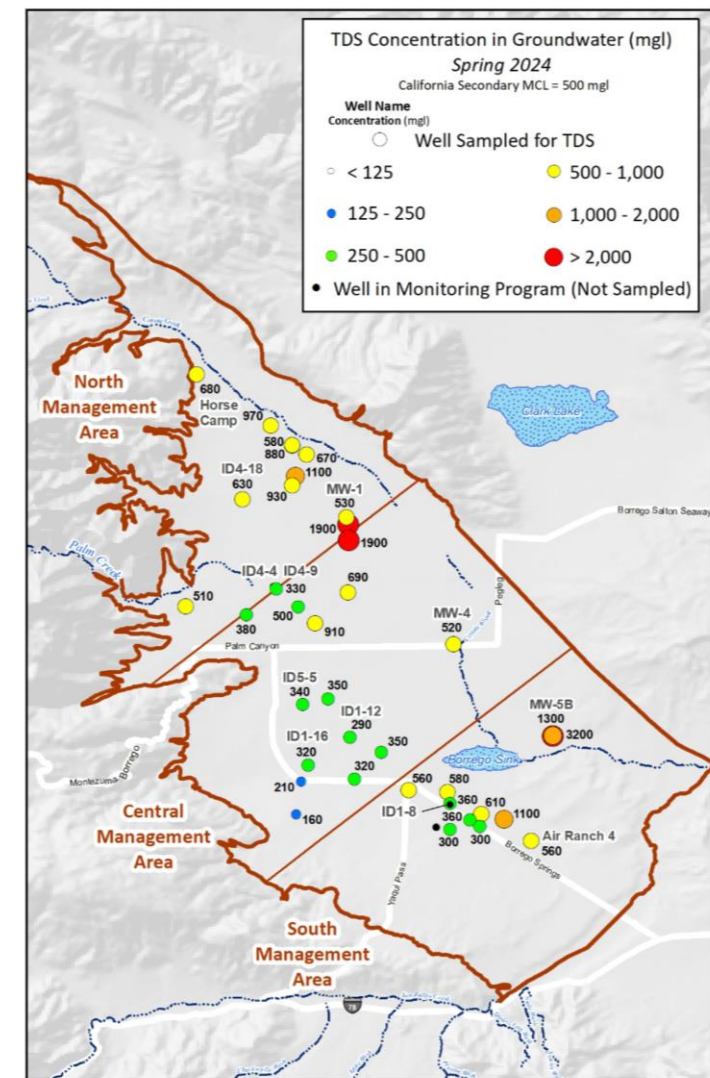 TDS Concentration in Groundwater (mgl)
Spring 2024
California Secondary MCL = 500 mgl
Well Name
Concentration (mgl)
Well Sampled for TDS
< 125
500 - 1,000
125 - 250
1,000 - 2,000
250 - 500
> 2,000
Well in Monitoring Program (Not Sampled)
North
Management
Area
680
Horse
Camp
970
580
880
670
1100
ID4-18
630
930
MW-1
530
1900
1900
Clark Lake
Borrego Salton Seaway
Pegleg
Palm Creek
510
ID4-4
ID4-9
330
500
380
690
910
MW-4
520
Palm Canyon
ID5-5
340
350
ID1-12
290
ID1-16
320
350
320
210
160
MW-5B
1300
3200
Borrego Sink
Montezuma
Borrego
Central
Management
Area
560
580
ID1-8
360
360
610
1100
300
300
Air Ranch 4
560
Borrego Springs
Yaqui Pass
South
Management
Area
78